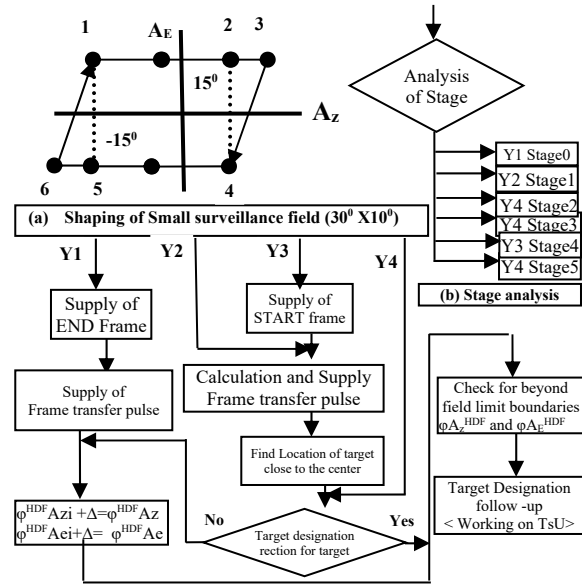 1
A_E
2
3
15⁰
A_z
-15⁰
6
5
4
Analysis
of Stage
Y1 Stage0
Y2 Stage1
Y4 Stage2
Y4 Stage3
Y3 Stage4
Y4 Stage5
(b) Stage analysis
(a) Shaping of Small surveillance field (30⁰ X10⁰)
Y1
Y2
Y3
Y4
Supply of
END Frame
Supply of
Frame transfer pulse
φᴴᴰᶠAzi +Δ=φᴴᴰᶠAz
φᴴᴰᶠAei+Δ= φᴴᴰᶠAe
Supply of
START frame
Calculation and Supply
Frame transfer pulse
Find Location of target
close to the center
No
Target designation
rection for target
Yes
Check for beyond
field limit boundaries
φA_zᴴᴰᶠ and φA_Eᴴᴰᶠ
Target Designation
follow -up
< Working on TsU>